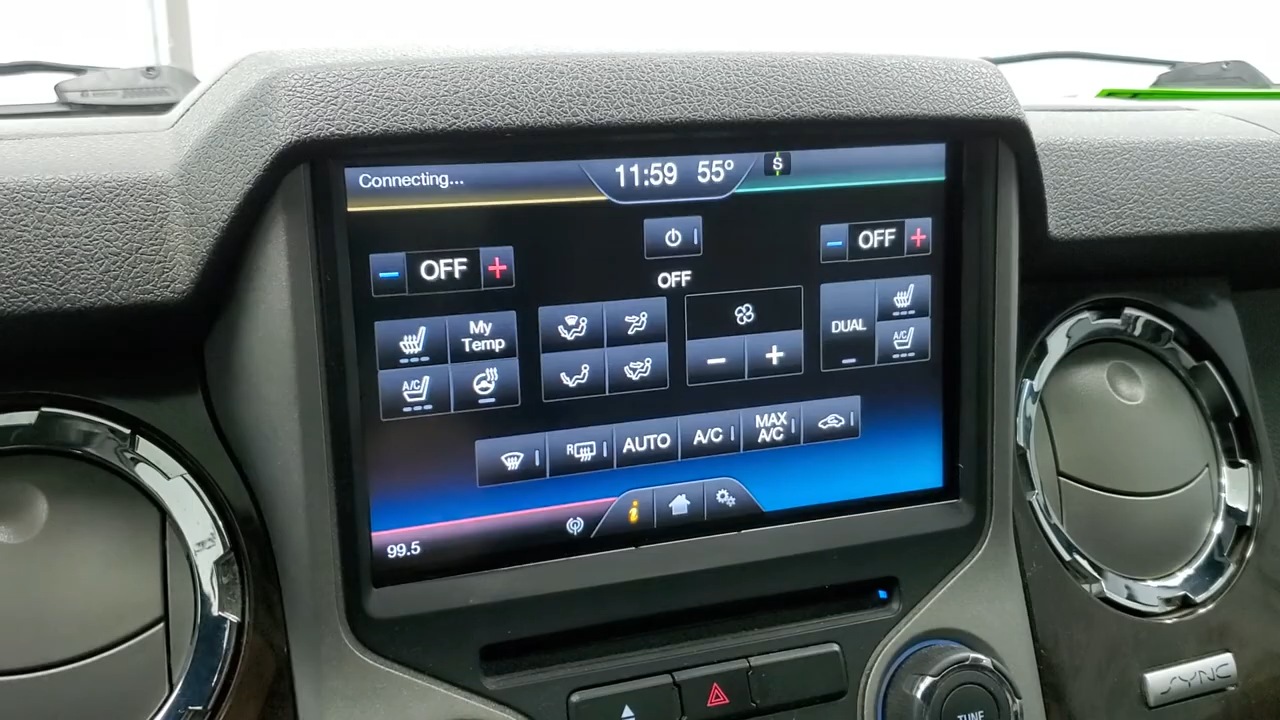 Connecting...
11:59 55°
S
OFF
OFF
OFF
My
Temp
DUAL
A/C
A/C
R
AUTO
A/C
MAX
A/C
i
99.5
SYNC
TUNE